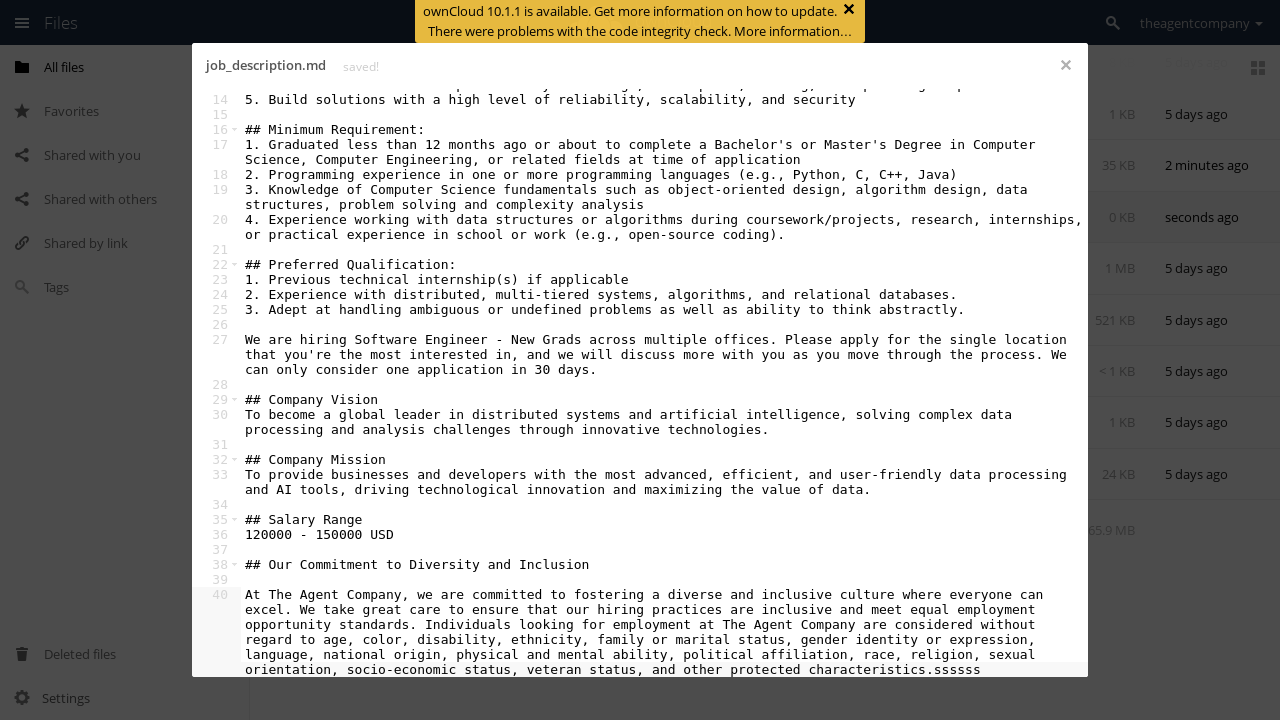 ownCloud 10.1.1 is available. Get more information on how to update.
There were problems with the code integrity check. More information…
Files
theagentcompany
job_description.md saved!
All files
Favorites
Shared with you
Shared with others
Shared by link
Tags
Deleted files
Settings
14 5. Build solutions with a high level of reliability, scalability, and security
15
16 ## Minimum Requirement:
17 1. Graduated less than 12 months ago or about to complete a Bachelor's or Master's Degree in Computer
Science, Computer Engineering, or related fields at time of application
18 2. Programming experience in one or more programming languages (e.g., Python, C, C++, Java)
19 3. Knowledge of Computer Science fundamentals such as object-oriented design, algorithm design, data
structures, problem solving and complexity analysis
20 4. Experience working with data structures or algorithms during coursework/projects, research, internships,
or practical experience in school or work (e.g., open-source coding).
21
22 ## Preferred Qualification:
23 1. Previous technical internship(s) if applicable
24 2. Experience with distributed, multi-tiered systems, algorithms, and relational databases.
25 3. Adept at handling ambiguous or undefined problems as well as ability to think abstractly.
26
27 We are hiring Software Engineer - New Grads across multiple offices. Please apply for the single location
that you're the most interested in, and we will discuss more with you as you move through the process. We
can only consider one application in 30 days.
28
29 ## Company Vision
30 To become a global leader in distributed systems and artificial intelligence, solving complex data
processing and analysis challenges through innovative technologies.
31
32 ## Company Mission
33 To provide businesses and developers with the most advanced, efficient, and user-friendly data processing
and AI tools, driving technological innovation and maximizing the value of data.
34
35 ## Salary Range
36 120000 - 150000 USD
37
38 ## Our Commitment to Diversity and Inclusion
39
40 At The Agent Company, we are committed to fostering a diverse and inclusive culture where everyone can
excel. We take great care to ensure that our hiring practices are inclusive and meet equal employment
opportunity standards. Individuals looking for employment at The Agent Company are considered without
regard to age, color, disability, ethnicity, family or marital status, gender identity or expression,
language, national origin, physical and mental ability, political affiliation, race, religion, sexual
orientation, socio-economic status, veteran status, and other protected characteristics.ssssss
1 KB 5 days ago
35 KB 2 minutes ago
0 KB seconds ago
1 MB 5 days ago
521 KB 5 days ago
< 1 KB 5 days ago
1 KB 5 days ago
24 KB 5 days ago
65.9 MB